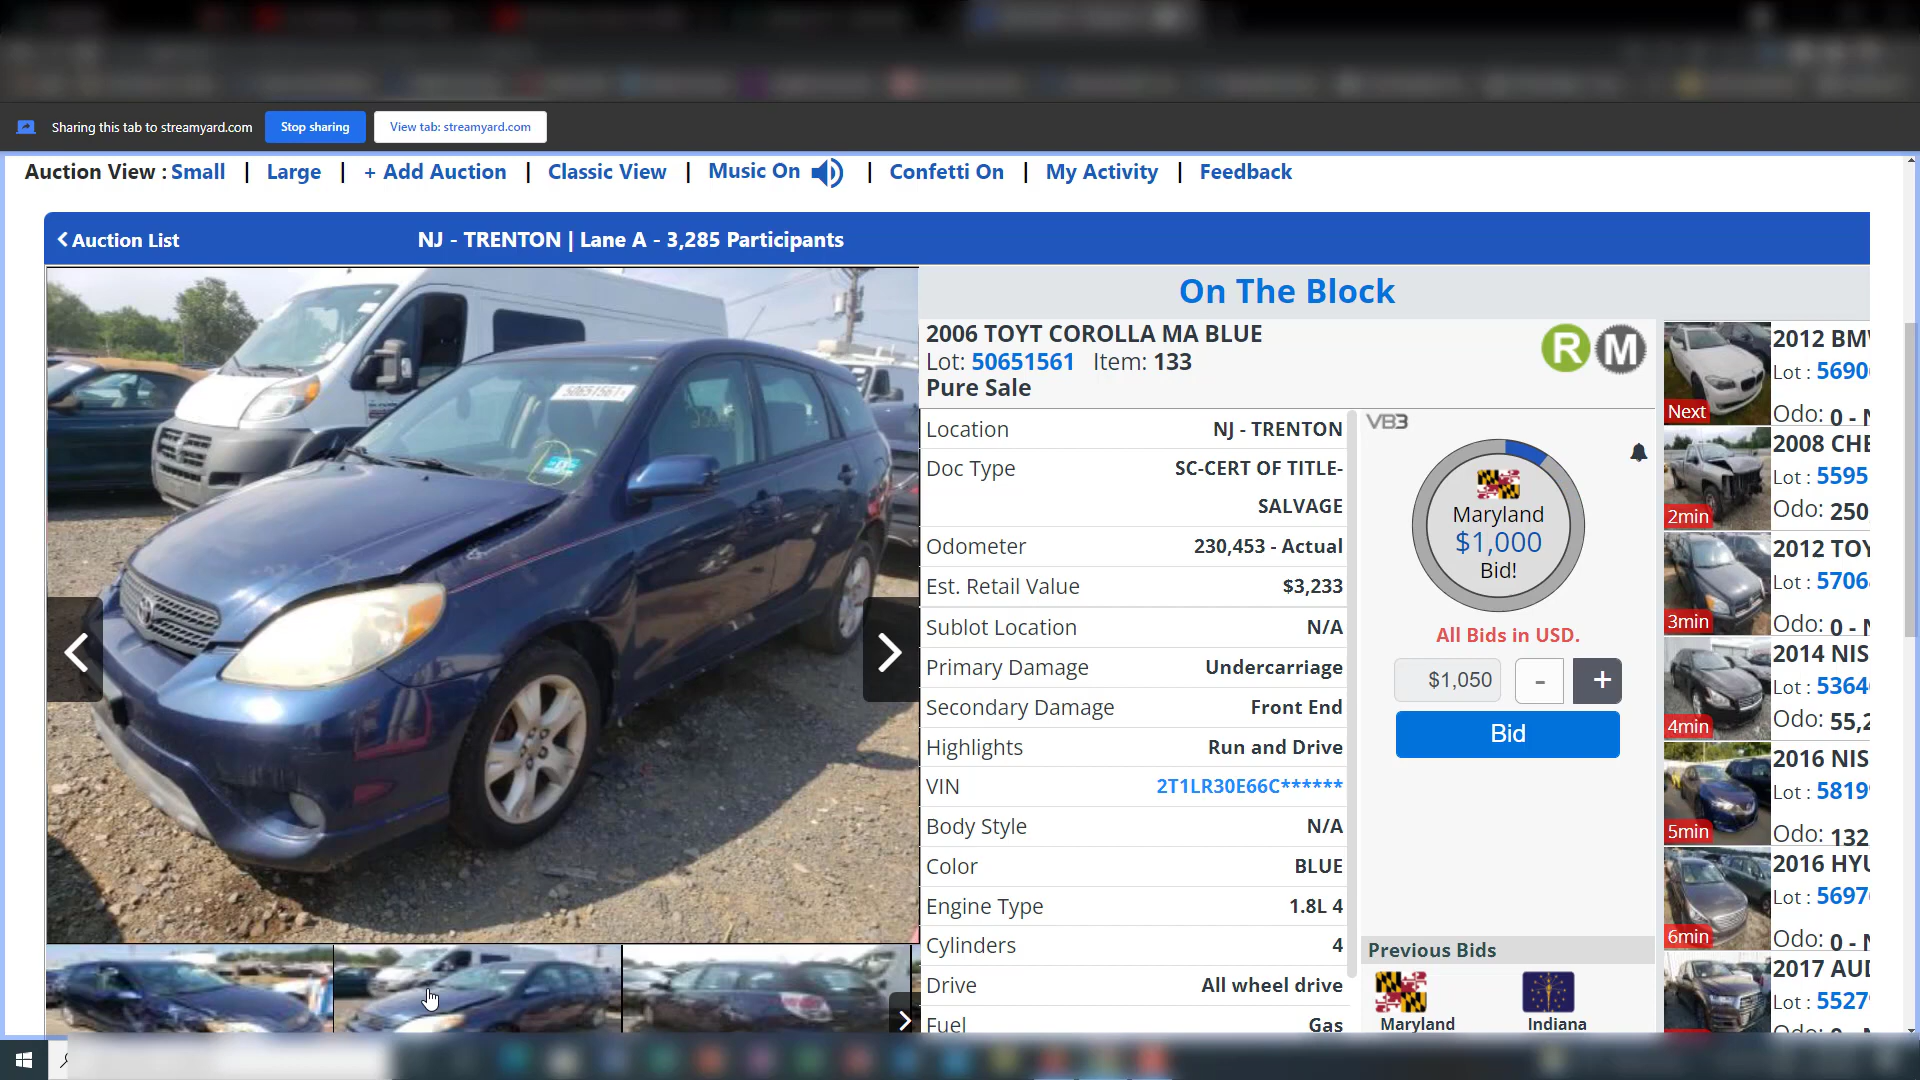 Sharing this tab to streamyard.com
Stop sharing
View tab: streamyard.com
Auction View : Small | Large | + Add Auction | Classic View | Music On | Confetti On | My Activity | Feedback
Auction List
NJ - TRENTON | Lane A - 3,285 Participants
On The Block
50651561
2006 TOYT COROLLA MA BLUE
Lot: 50651561 Item: 133
Pure Sale
R M
Location NJ - TRENTON
Doc Type SC-CERT OF TITLE-
SALVAGE
Odometer 230,453 - Actual
Est. Retail Value $3,233
Sublot Location N/A
Primary Damage Undercarriage
Secondary Damage Front End
Highlights Run and Drive
VIN 2T1LR30E66C******
Body Style N/A
Color BLUE
Engine Type 1.8L 4
Cylinders 4
Drive All wheel drive
Fuel Gas
VB3
Maryland
$1,000
Bid!
All Bids in USD.
$1,050 - +
Bid
Previous Bids
Maryland Indiana
2012 BM
Lot : 5690
Odo: 0 - N
Next
2008 CHE
Lot : 5595
Odo: 250
2min
2012 TOY
Lot : 5706
Odo: 0 - N
3min
2014 NIS
Lot : 5364
Odo: 55,2
4min
2016 NIS
Lot : 5819
Odo: 132
5min
2016 HYU
Lot : 5697
Odo: 0 - N
6min
2017 AUD
Lot : 5527